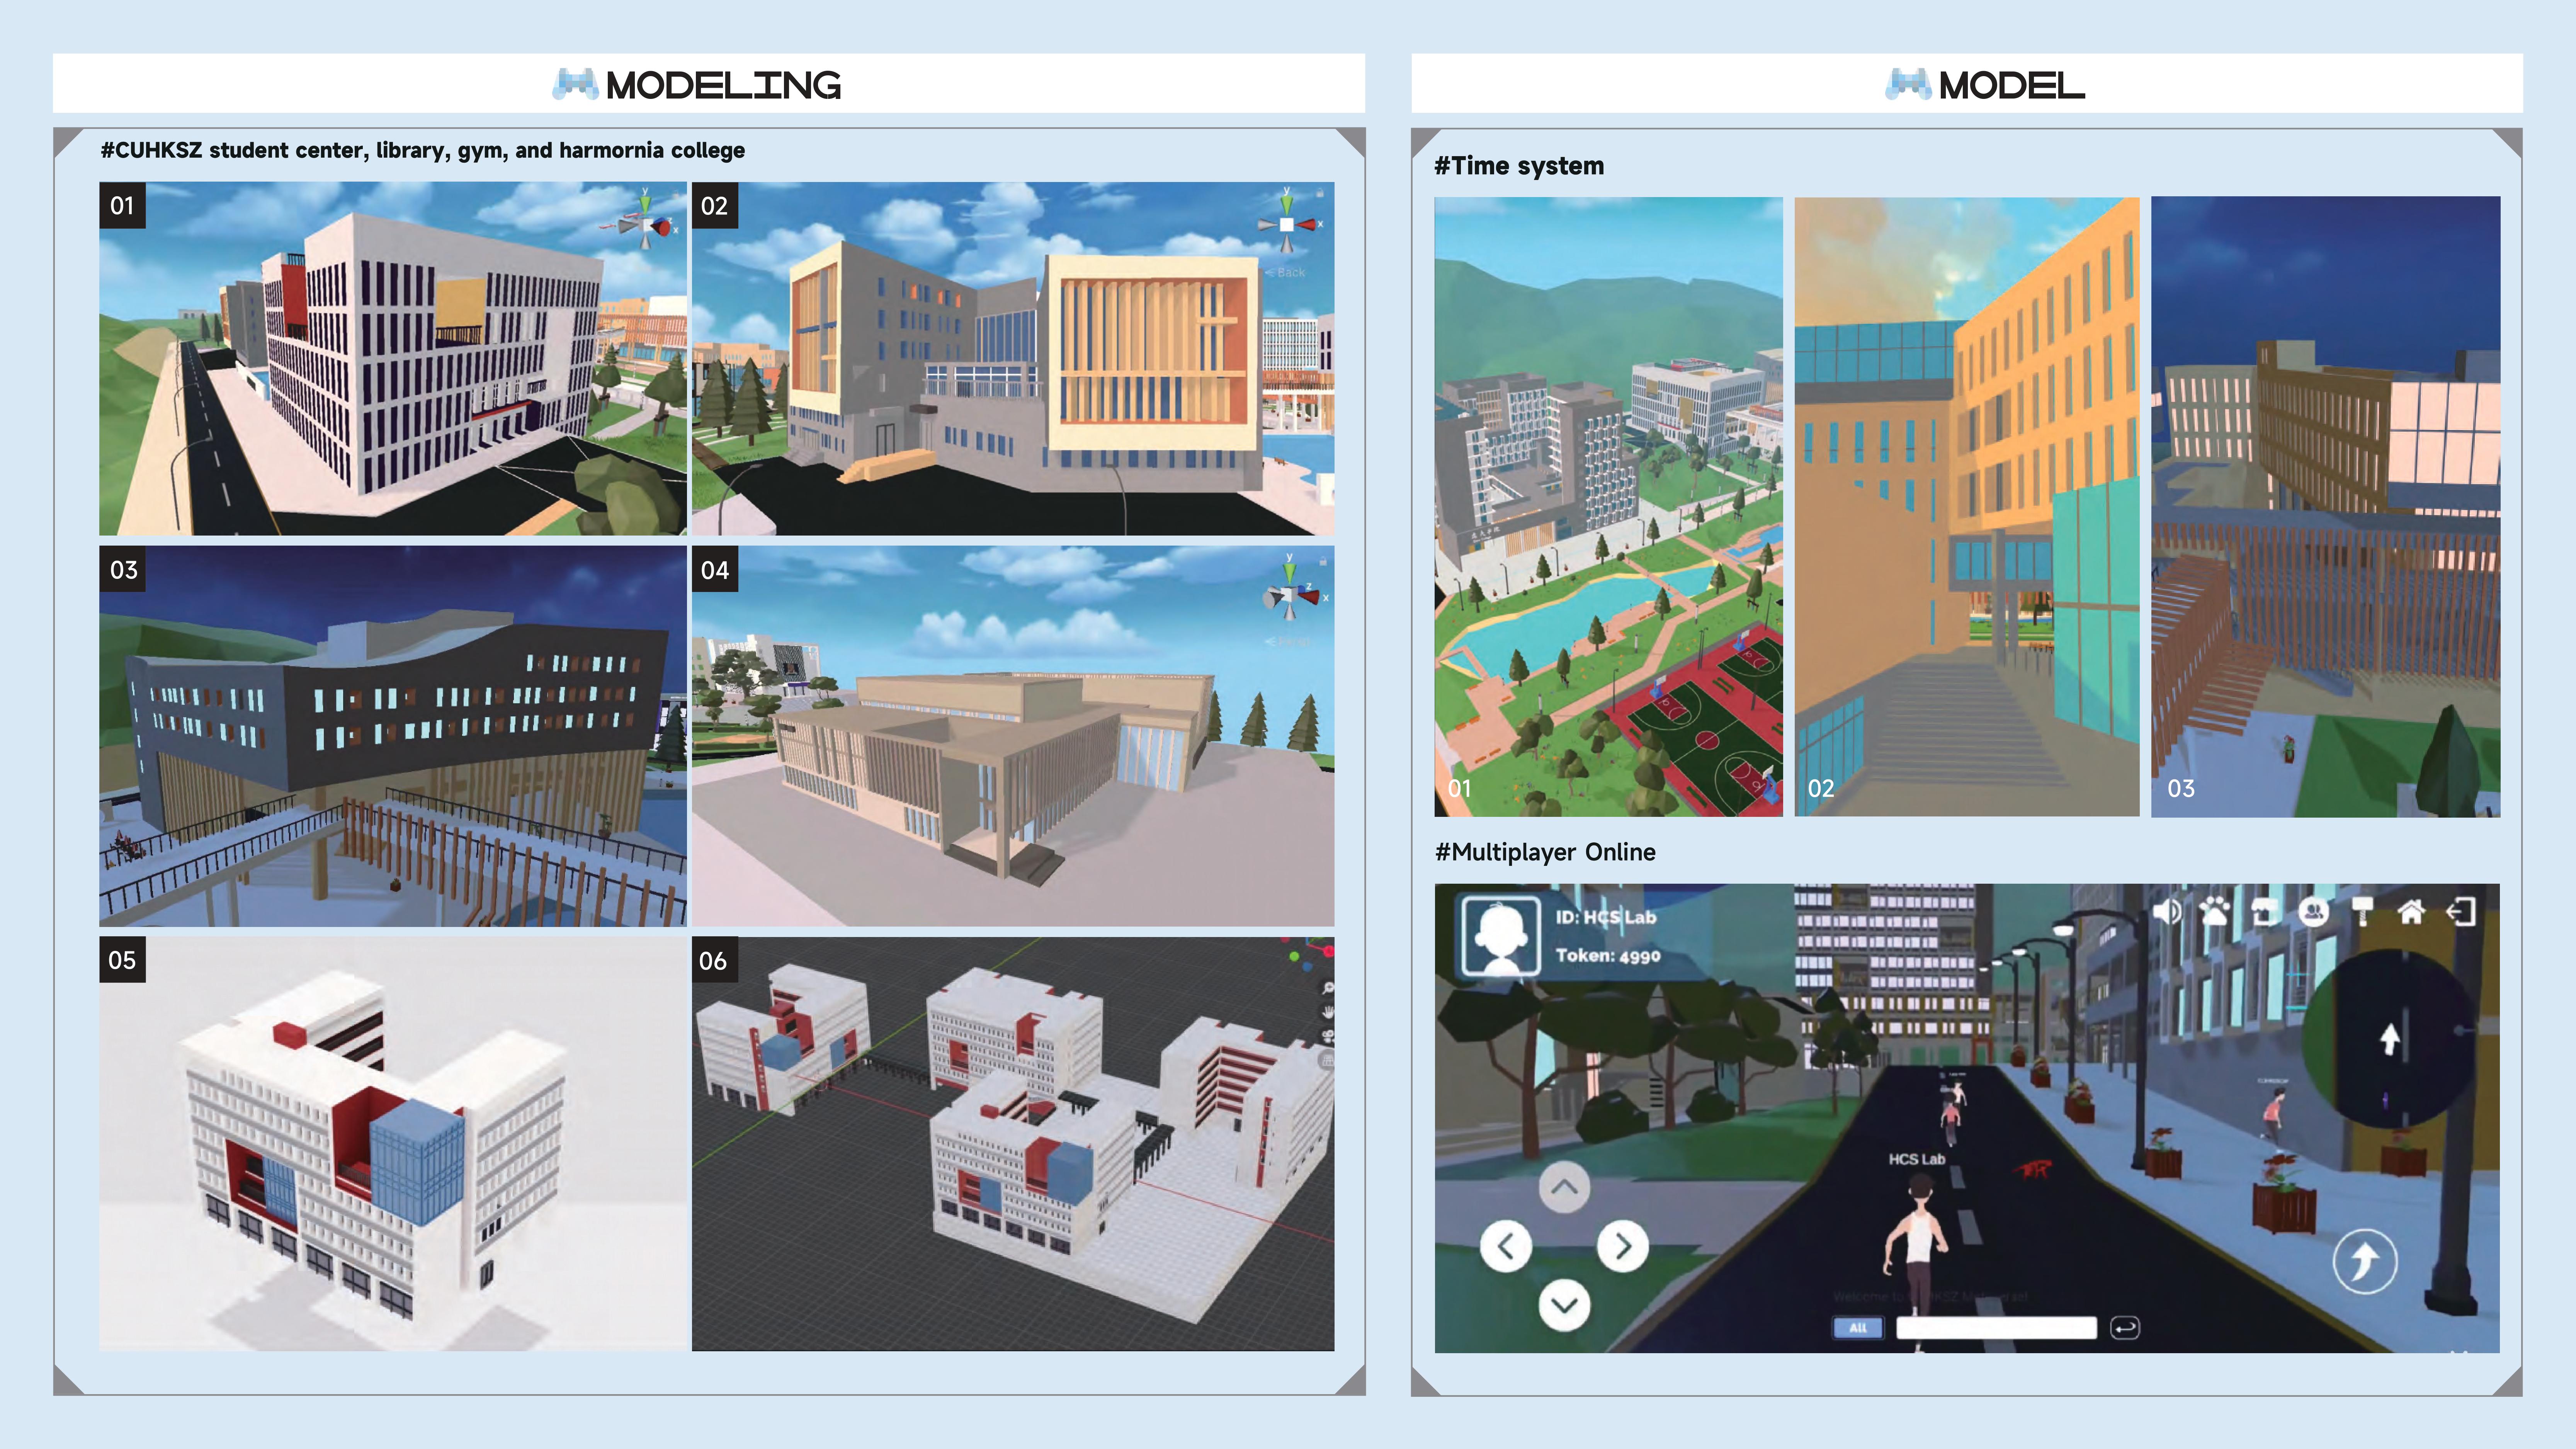 MODELING
#CUHKSZ student center, library, gym, and harmornia college
01
y
x
02
y
x
Back
03
04
y
z
x
05
06
MODEL
#Time system
01
02
03
#Multiplayer Online
ID: HCS Lab
Token: 4990
HCS Lab
All